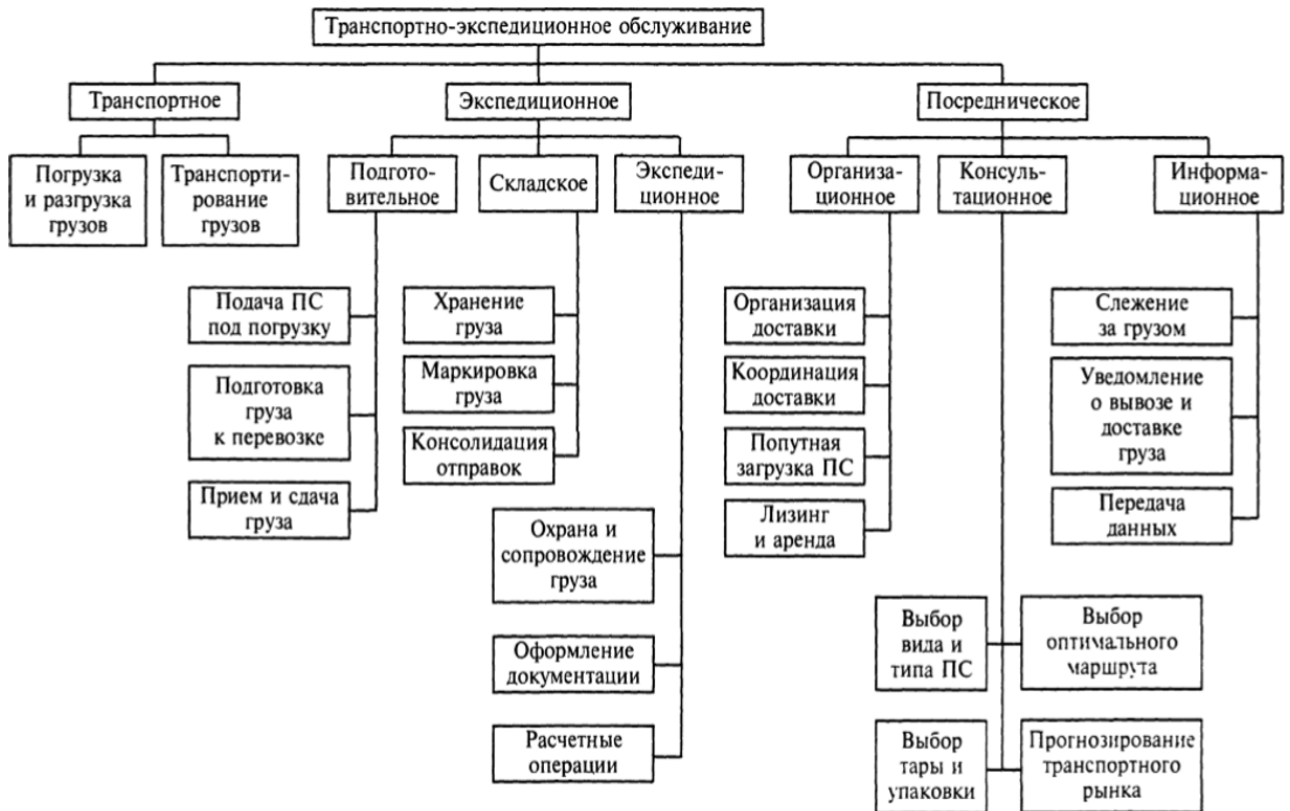 Транспортно-экспедиционное обслуживание
Транспортное
Экспедиционное
Посредническое
Погрузка
и разгрузка
грузов
Транспорти-
рование
грузов
Подгото-
вительное
Складское
Экспеди-
ционное
Организа-
ционное
Консуль-
тационное
Информа-
ционное
Подача ПС
под погрузку
Подготовка
груза
к перевозке
Прием и сдача
груза
Хранение
груза
Маркировка
груза
Консолидация
отправок
Охрана и
сопровождение
груза
Оформление
документации
Расчетные
операции
Организация
доставки
Координация
доставки
Попутная
загрузка ПС
Лизинг
и аренда
Выбор
вида и
типа ПС
Выбор
оптимального
маршрута
Выбор
тары и
упаковки
Прогнозирование
транспортного
рынка
Слежение
за грузом
Уведомление
о вывозе и
доставке
груза
Передача
данных